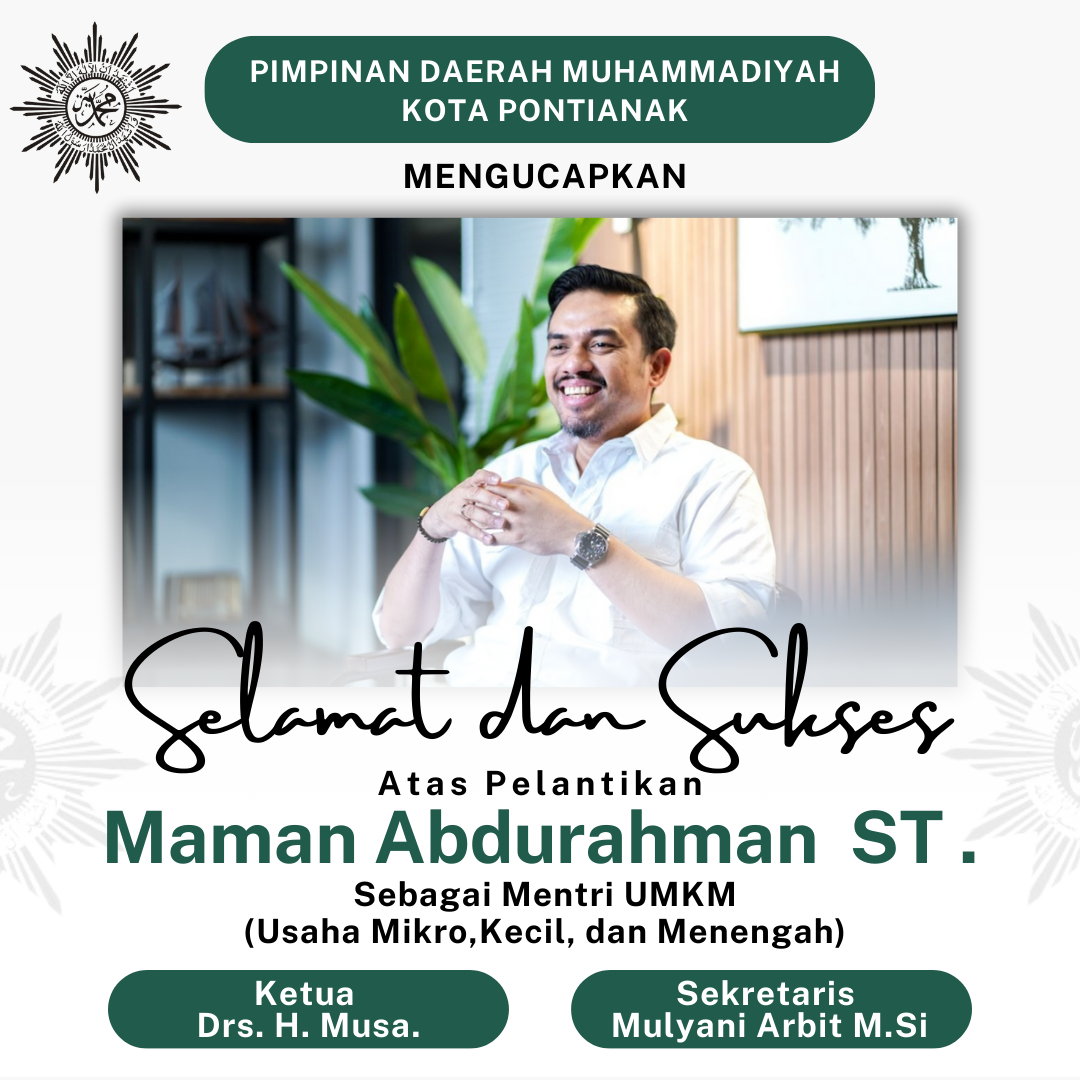 PIMPINAN DAERAH MUHAMMADIYAH
KOTA PONTIANAK
MENGUCAPKAN
Selamat dan Sukses
Atas Pelantikan
Maman Abdurahman ST .
Sebagai Mentri UMKM
(Usaha Mikro,Kecil, dan Menengah)
Ketua
Drs. H. Musa.
Sekretaris
Mulyani Arbit M.Si